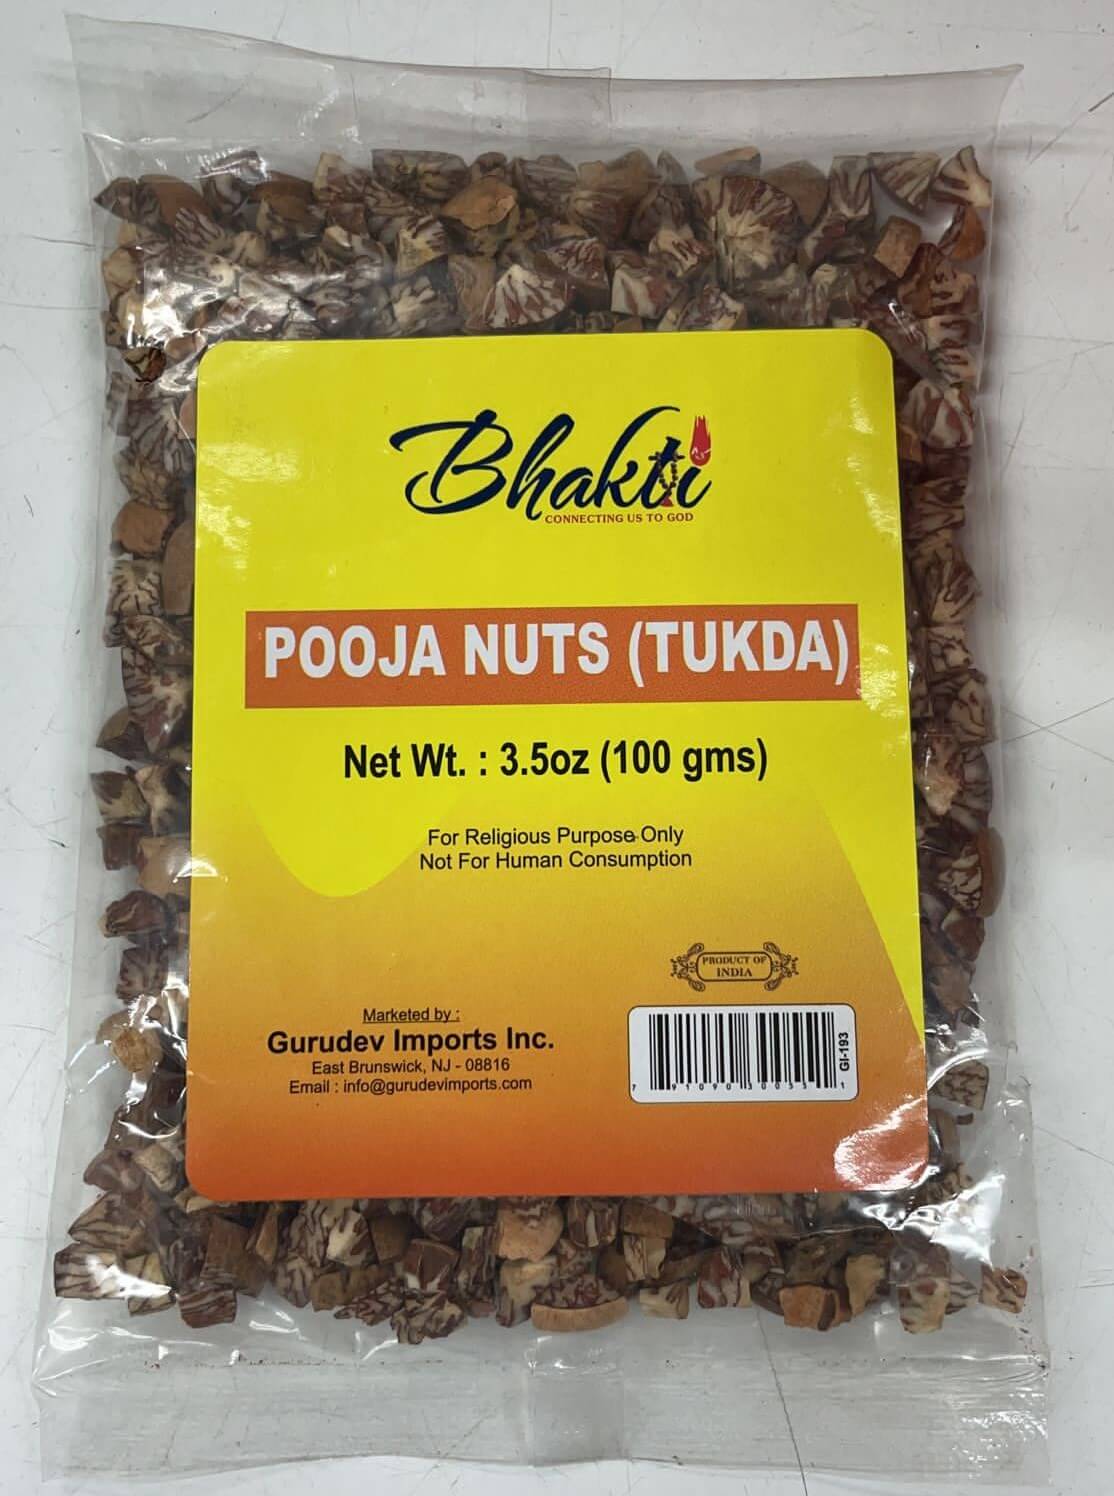 Bhakti
CONNECTING US TO GOD
POOJA NUTS (TUKDA)
Net Wt. : 3.5oz (100 gms)
For Religious Purpose Only
Not For Human Consumption
PRODUCT OF
INDIA
Marketed by :
Gurudev Imports Inc.
East Brunswick, NJ - 08816
Email : info@gurudevimports.com
GI-193